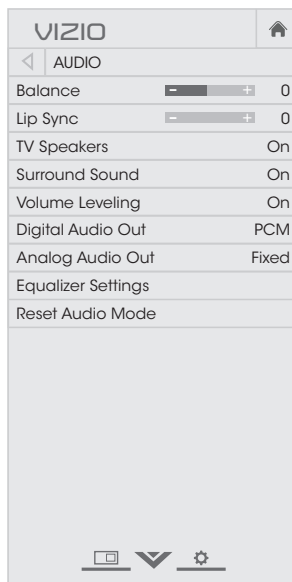 VIZIO
AUDIO
Balance - + 0
Lip Sync - + 0
TV Speakers On
Surround Sound On
Volume Leveling On
Digital Audio Out PCM
Analog Audio Out Fixed
Equalizer Settings
Reset Audio Mode